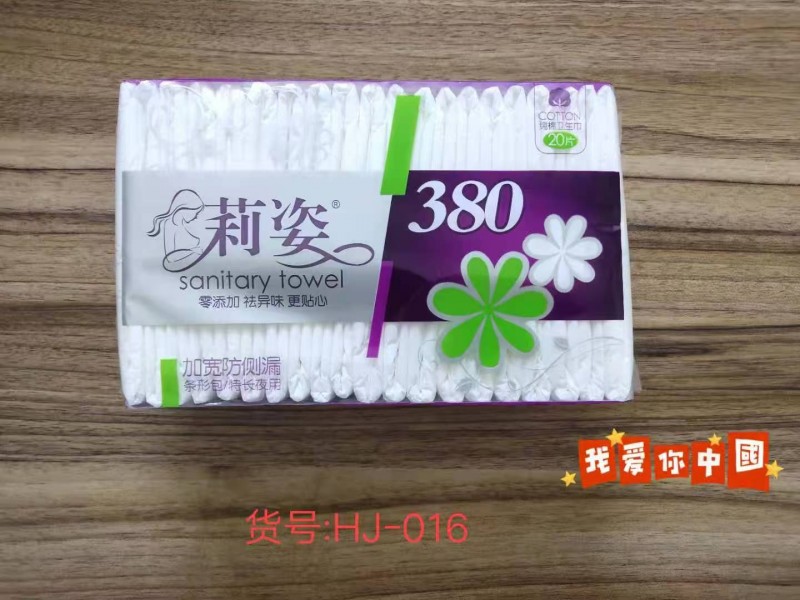 COTTON
纯棉卫生巾
20片
380
莉姿®
sanitary towel
零添加 祛异味 更贴心
加宽防侧漏
条形包/特长夜用
我爱你中國
货号:HJ-016